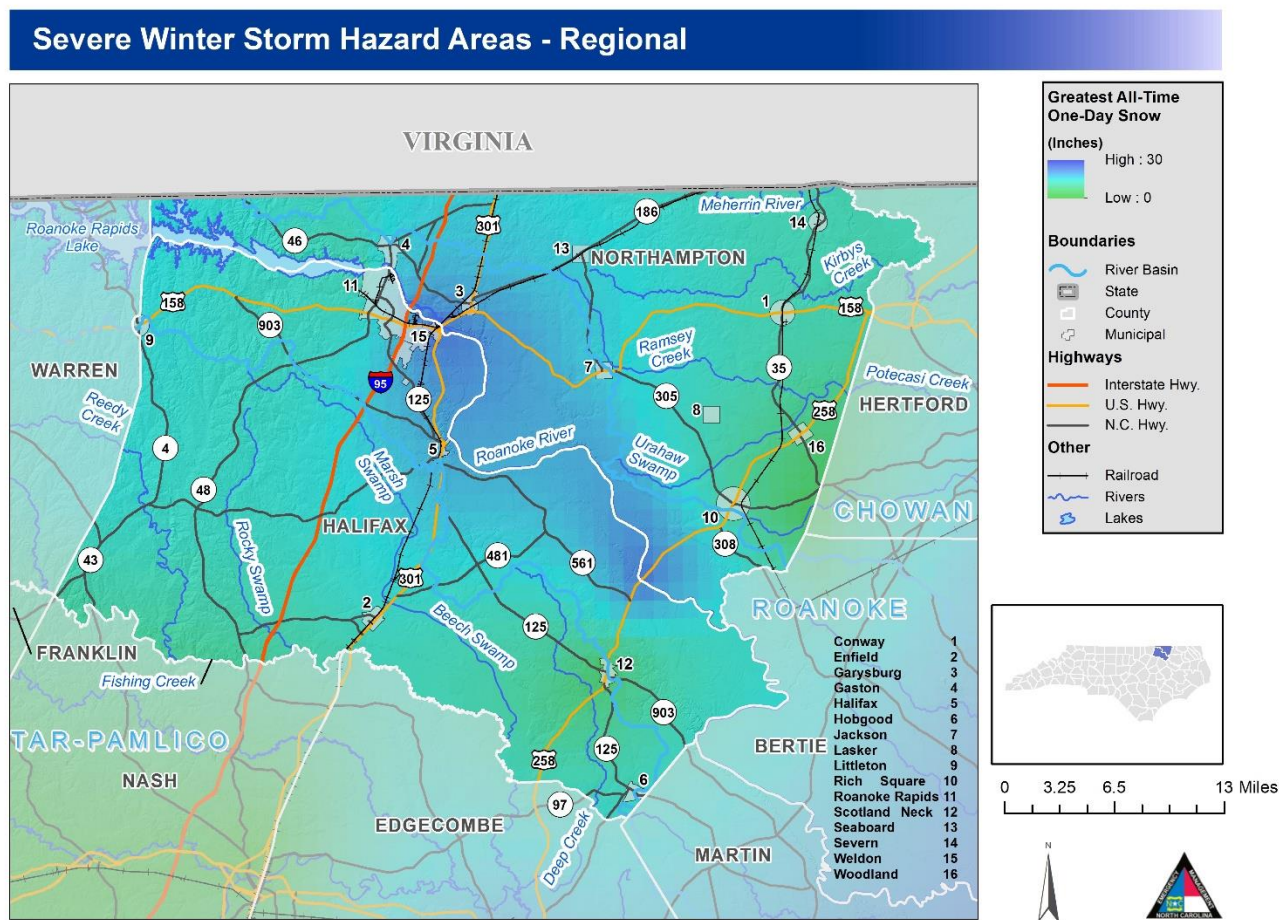 Severe Winter Storm Hazard Areas - Regional
VIRGINIA
Roanoke Rapids
Lake
46
4
301
186
Meherrin River
14
13
NORTHAMPTON
Kirbys
Creek
11
3
1
158
158
903
15
9
Ramsey
Creek
WARREN
7
35
Potecasi Creek
95
125
305
8
HERTFORD
Reedy
Creek
258
Roanoke River
5
16
4
Marsh
Swamp
Urahaw
Swamp
48
CHOWAN
10
HALIFAX
308
Rocky Swamp
481
561
43
301
2
Beech Swamp
ROANOKE
125
FRANKLIN
12
Fishing Creek
903
TAR-PAMLICO
BERTIE
125
258
NASH
6
97
EDGECOMBE
Deep Creek
MARTIN
Conway 1
Enfield 2
Garysburg 3
Gaston 4
Halifax 5
Hobgood 6
Jackson 7
Lasker 8
Littleton 9
Rich Square 10
Roanoke Rapids 11
Scotland Neck 12
Seaboard 13
Severn 14
Weldon 15
Woodland 16
Greatest All-Time
One-Day Snow
(Inches)
High : 30
Low : 0
Boundaries
River Basin
State
County
Municipal
Highways
Interstate Hwy.
U.S. Hwy.
N.C. Hwy.
Other
Railroad
Rivers
Lakes
0 3.25 6.5 13 Miles
N
EMERGENCY
MANAGEMENT
NORTH CAROLINA